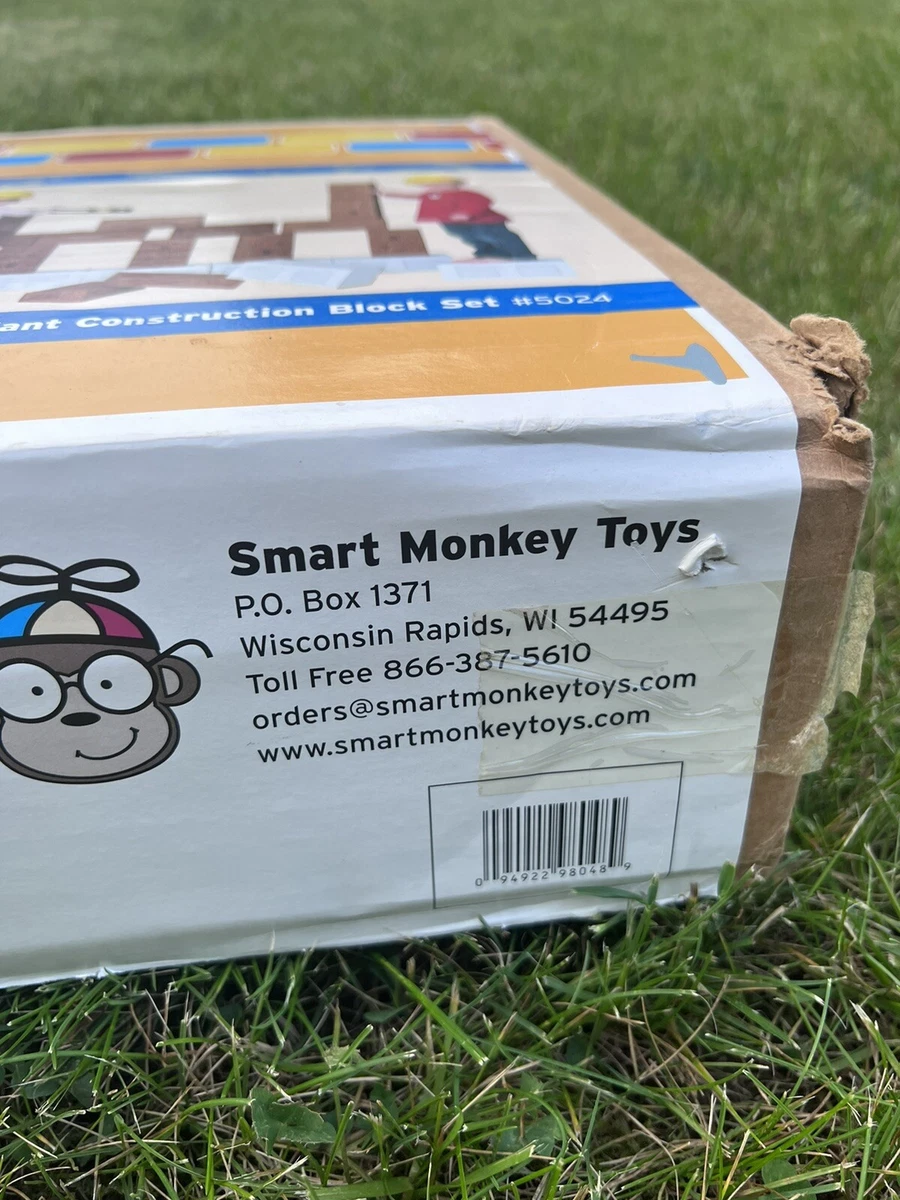 ant Construction Block Set #5024
Smart Monkey Toys
P.O. Box 1371
Wisconsin Rapids, WI 54495
Toll Free 866-387-5610
orders@smartmonkeytoys.com
www.smartmonkeytoys.com
0 94922 98048 9